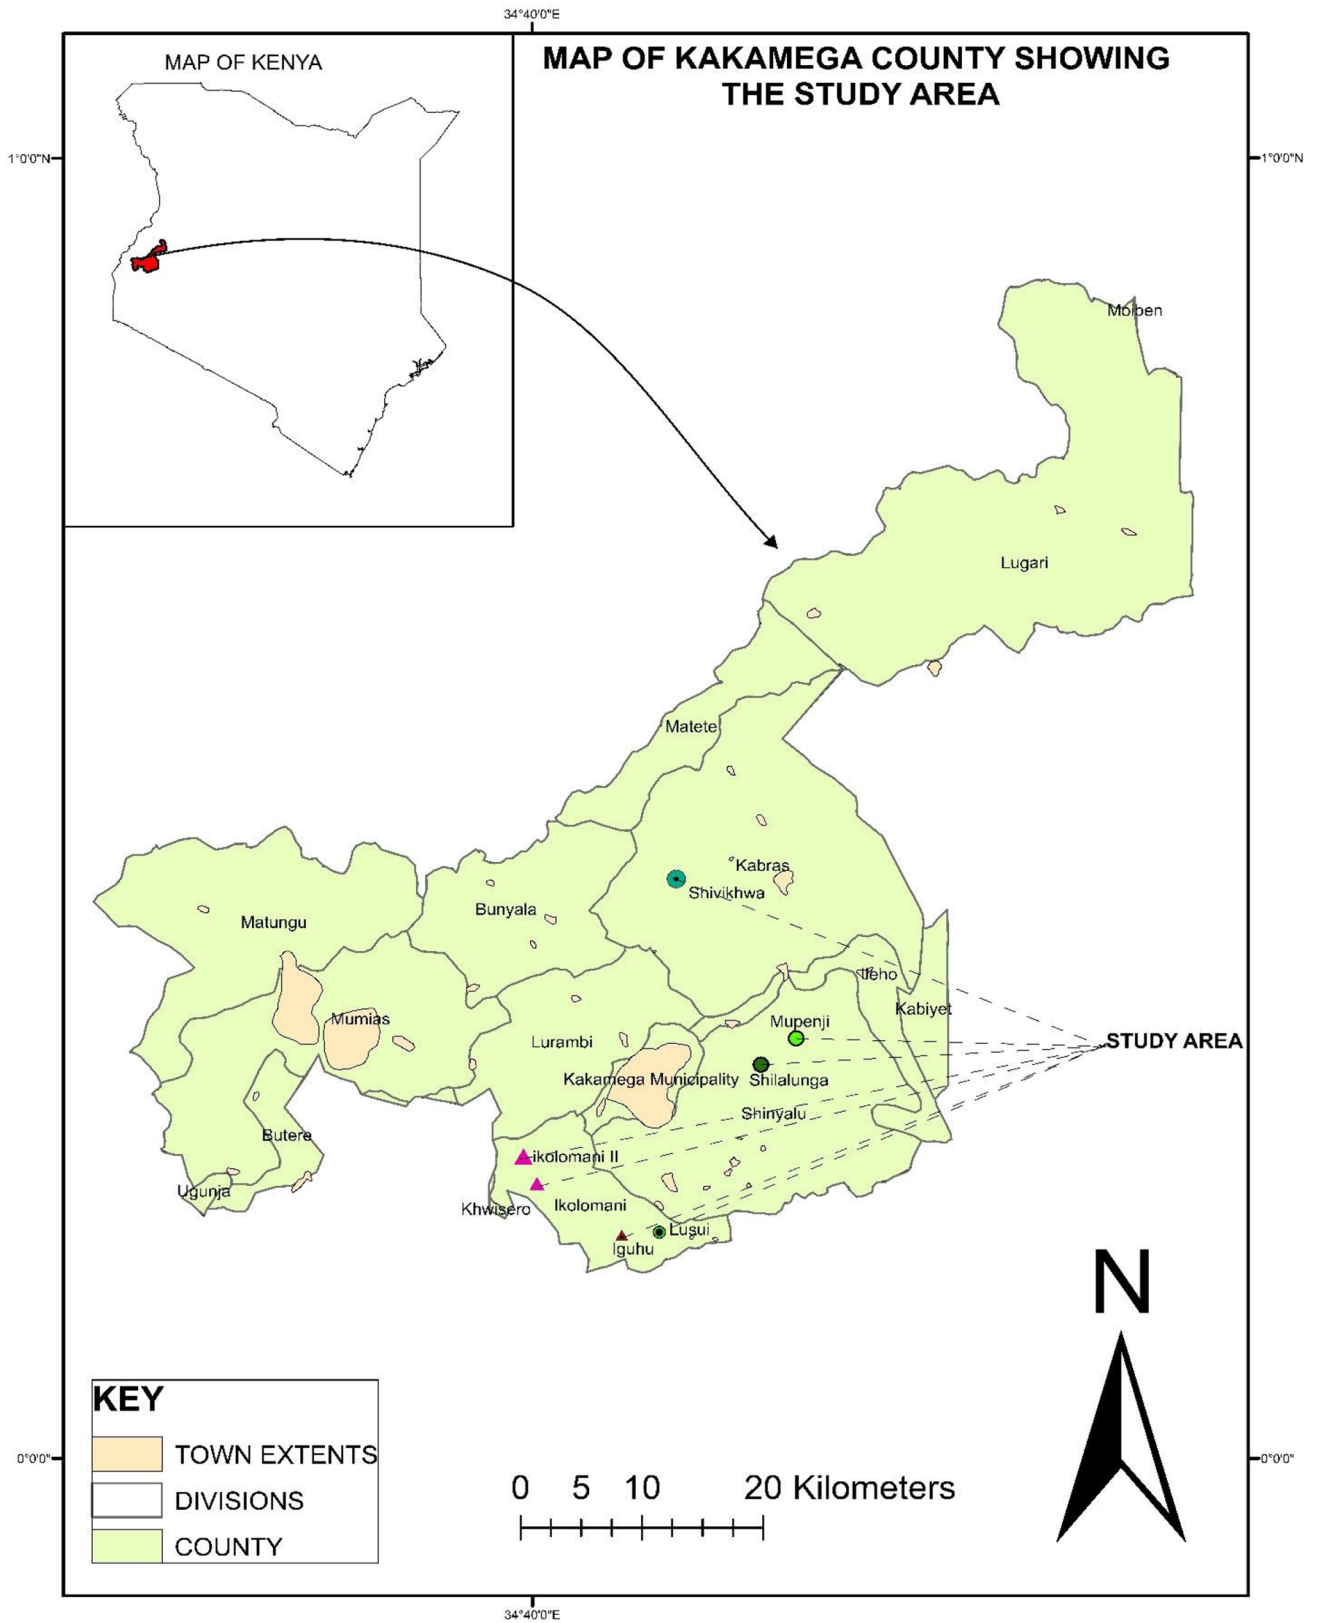 34°40'0"E
MAP OF KENYA
MAP OF KAKAMEGA COUNTY SHOWING
THE STUDY AREA
1°0'0"N
1°0'0"N
Moiben
Lugari
Matete
Kabras
Shivikhwa
Bunyala
Matungu
Ileho
Kabiyet
Mumias
Mupenji
Lurambi
STUDY AREA
Kakamega Municipality
Shilalunga
Shinyalu
Butere
ikolomani II
Ugunja
Khwisero
Ikolomani
Lusui
Iguhu
N
KEY
TOWN EXTENTS
DIVISIONS
COUNTY
0°0'0"
0°0'0"
0 5 10 20 Kilometers
34°40'0"E